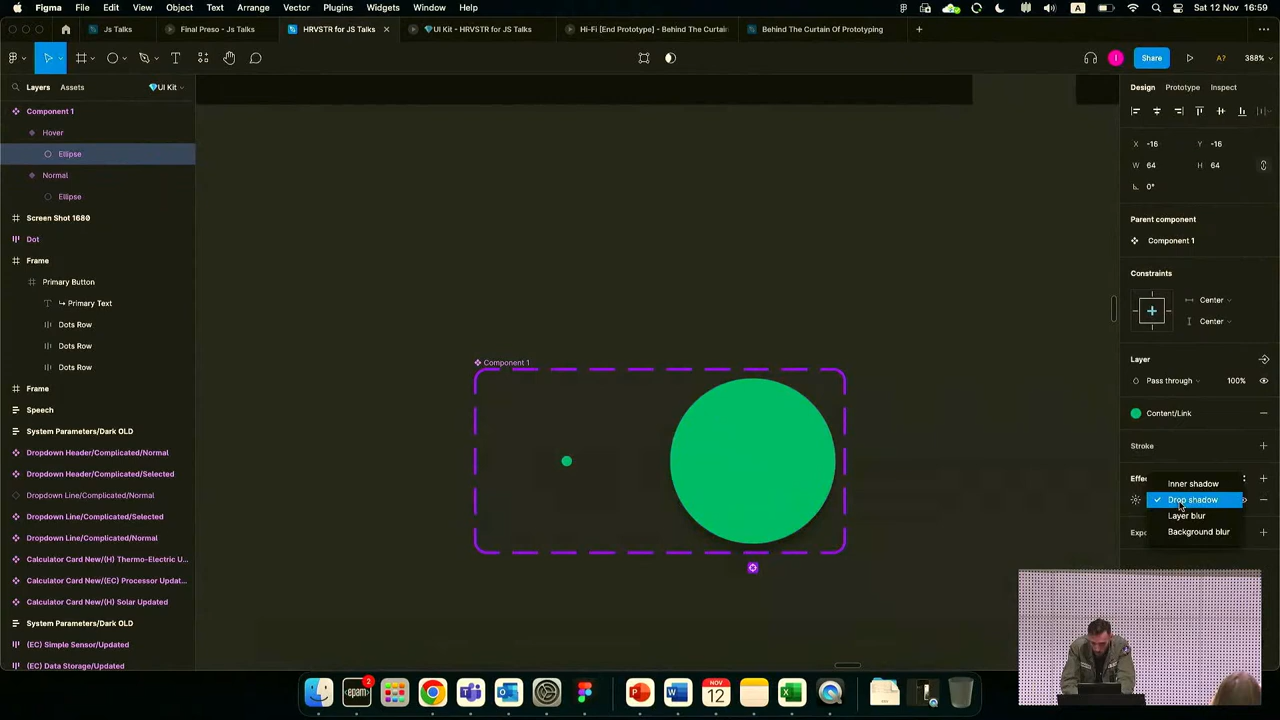 Figma File Edit View Object Text Arrange Vector Plugins Widgets Window Help A Sat 12 Nov 16:59
Js Talks Final Preso - Js Talks HRVSTR for JS Talks UI Kit - HRVSTR for JS Talks Hi-Fi [End Prototype] - Behind The Curtain Behind The Curtain Of Prototyping
Share A? 368%
Layers Assets UI Kit
Design Prototype Inspect
Component 1
Hover
Ellipse
Normal
Ellipse
Screen Shot 1680
Dot
Frame
Primary Button
Primary Text
Dots Row
Dots Row
Dots Row
Frame
Speech
System Parameters/Dark OLD
Dropdown Header/Complicated/Normal
Dropdown Header/Complicated/Selected
Dropdown Line/Complicated/Normal
Dropdown Line/Complicated/Selected
Dropdown Line/Complicated/Normal
Calculator Card New/(H) Thermo-Electric U...
Calculator Card New/(EC) Processor Updat...
Calculator Card New/(H) Solar Updated
System Parameters/Dark OLD
(EC) Simple Sensor/Updated
(EC) Data Storage/Updated
Component 1
X -16 Y -16
W 64 H 64
0°
Parent component
Component 1
Constraints
Center
Center
Layer
Pass through 100%
Content/Link
Stroke
Effe
Inner shadow
Drop shadow
Layer blur
Background blur
Expo
<epam>
2
NOV
12